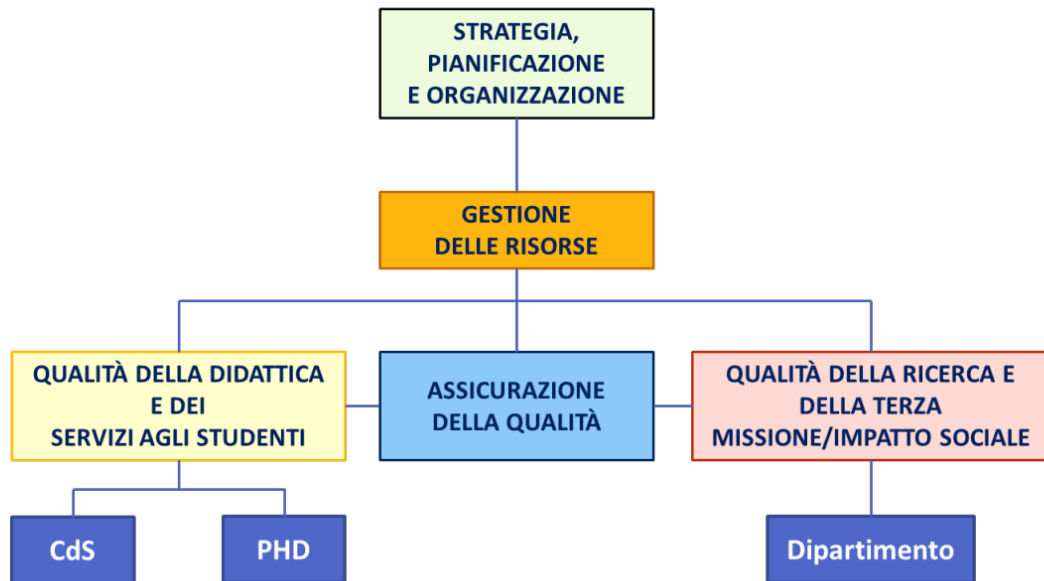 STRATEGIA,
PIANIFICAZIONE
E ORGANIZZAZIONE
GESTIONE
DELLE RISORSE
QUALITÀ DELLA DIDATTICA
E DEI
SERVIZI AGLI STUDENTI
ASSICURAZIONE
DELLA QUALITÀ
QUALITÀ DELLA RICERCA E
DELLA TERZA
MISSIONE/IMPATTO SOCIALE
CdS
PHD
Dipartimento